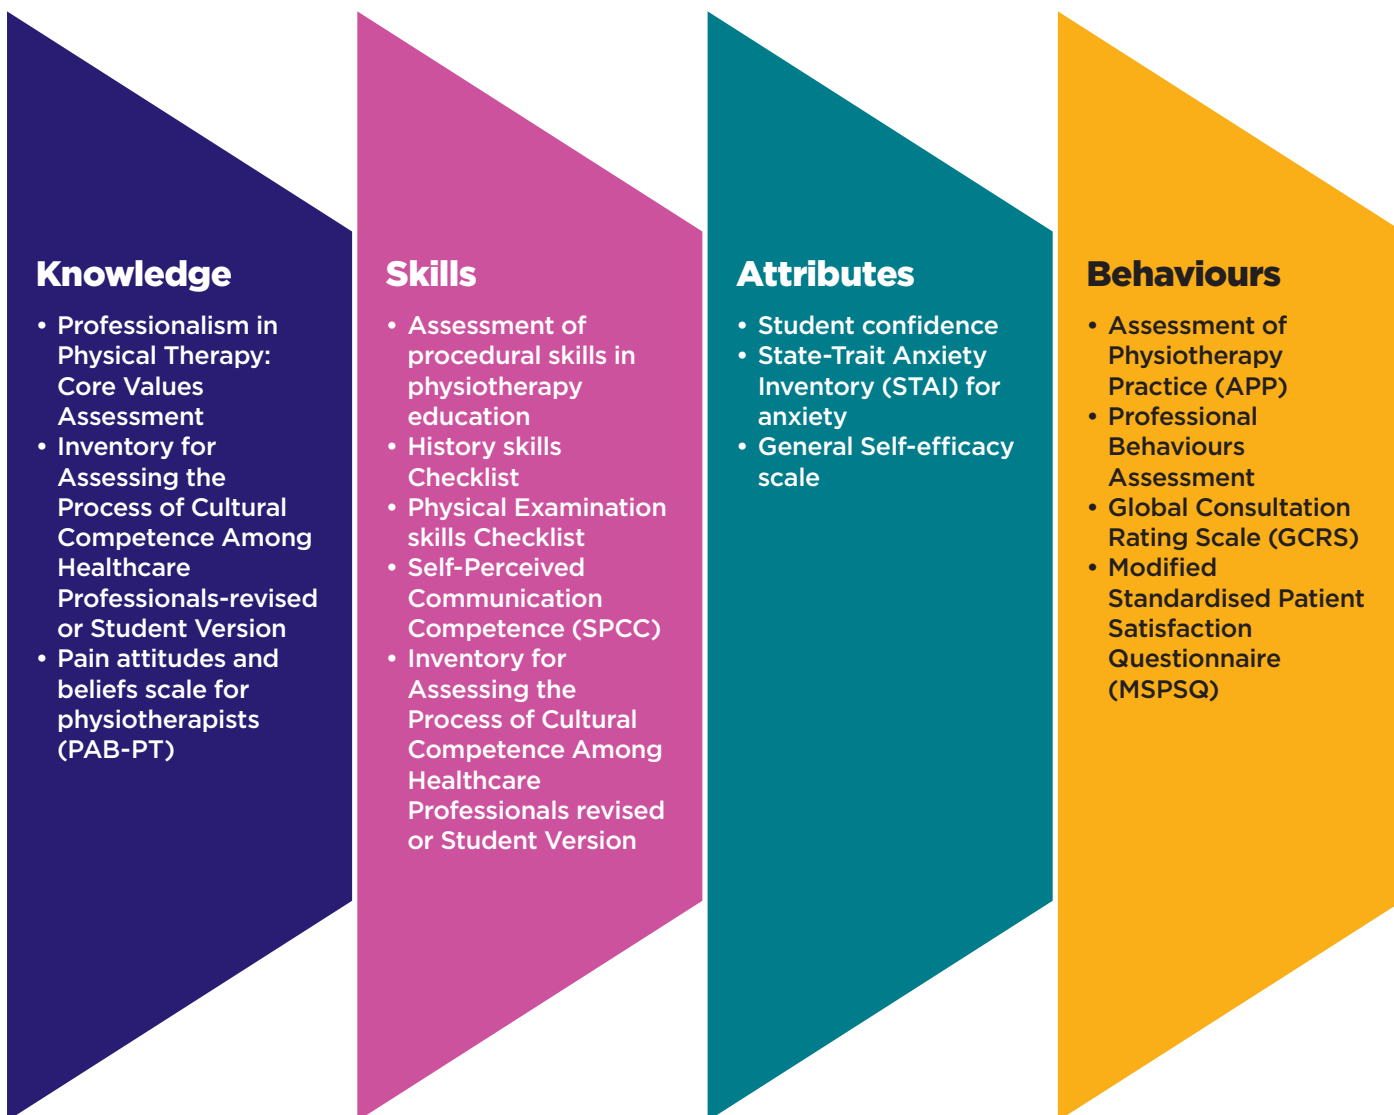 Knowledge
• Professionalism in
Physical Therapy:
Core Values
Assessment
• Inventory for
Assessing the
Process of Cultural
Competence Among
Healthcare
Professionals-revised
or Student Version
• Pain attitudes and
beliefs scale for
physiotherapists
(PAB-PT)
Skills
• Assessment of
procedural skills in
physiotherapy
education
• History skills
Checklist
• Physical Examination
skills Checklist
• Self-Perceived
Communication
Competence (SPCC)
• Inventory for
Assessing the
Process of Cultural
Competence Among
Healthcare
Professionals revised
or Student Version
Attributes
• Student confidence
• State-Trait Anxiety
Inventory (STAI) for
anxiety
• General Self-efficacy
scale
Behaviours
• Assessment of
Physiotherapy
Practice (APP)
• Professional
Behaviours
Assessment
• Global Consultation
Rating Scale (GCRS)
• Modified
Standardised Patient
Satisfaction
Questionnaire
(MSPSQ)